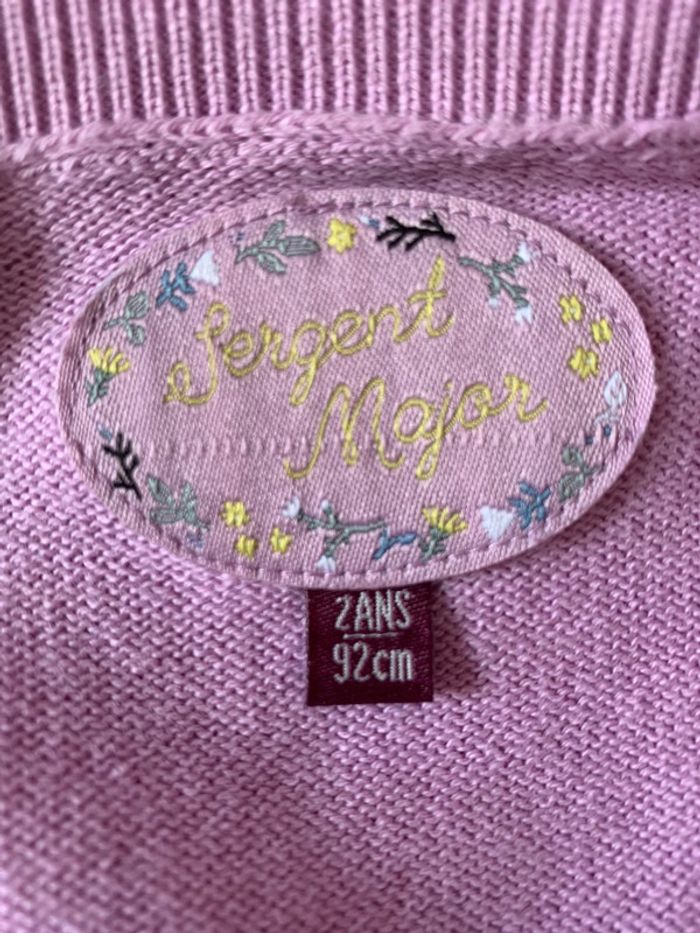 Sergent
Major
2ANS
92cm